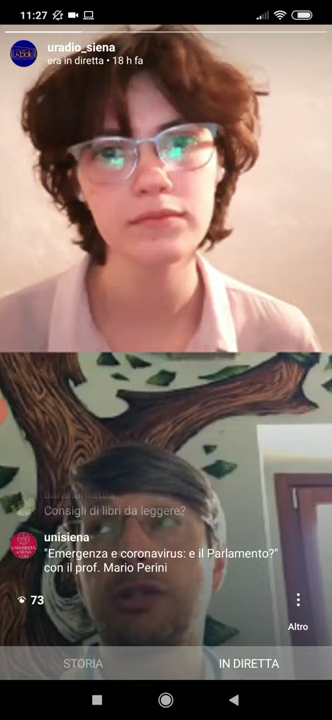 11:27
uradio_siena
era in diretta • 18 h fa
Consigli di libri da leggere?
unisiena
"Emergenza e coronavirus: e il Parlamento?"
con il prof. Mario Perini
73
Altro
STORIA
IN DIRETTA